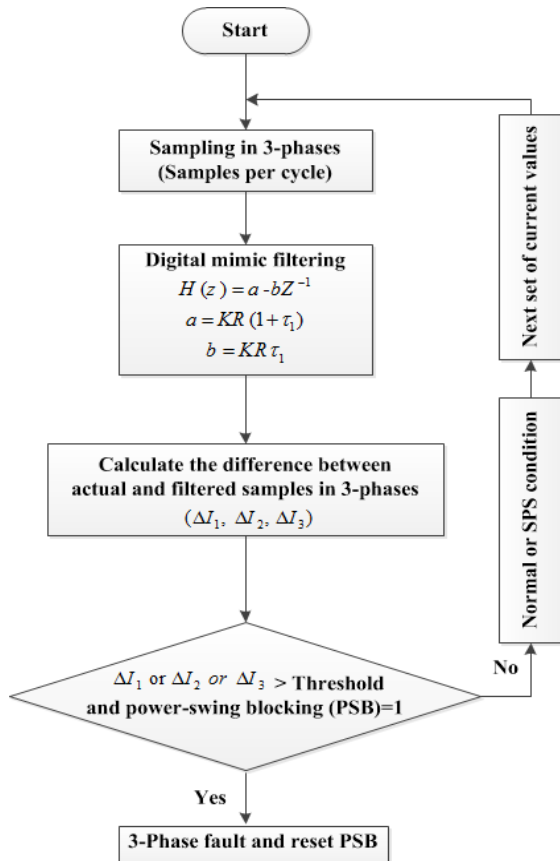 Start
Sampling in 3-phases
(Samples per cycle)
Digital mimic filtering
H (z) = a -bZ⁻¹
a = KR (1+ τ₁)
b = KR τ₁
Calculate the difference between
actual and filtered samples in 3-phases
(ΔI₁, ΔI₂, ΔI₃)
ΔI₁ or ΔI₂ or ΔI₃ > Threshold
and power-swing blocking (PSB)=1
No
Normal or SPS condition
Next set of current values
Yes
3-Phase fault and reset PSB